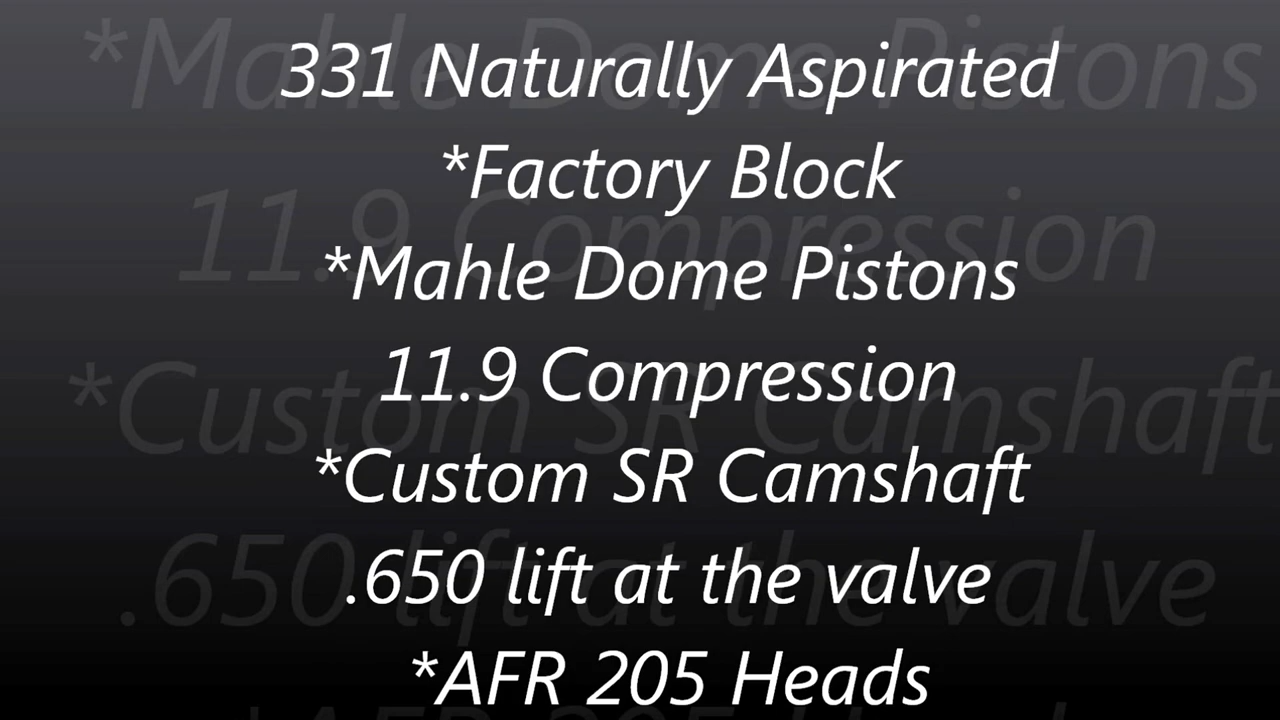 331 Naturally Aspirated
*Factory Block
*Mahle Dome Pistons
11.9 Compression
*Custom SR Camshaft
.650 lift at the valve
*AFR 205 Heads